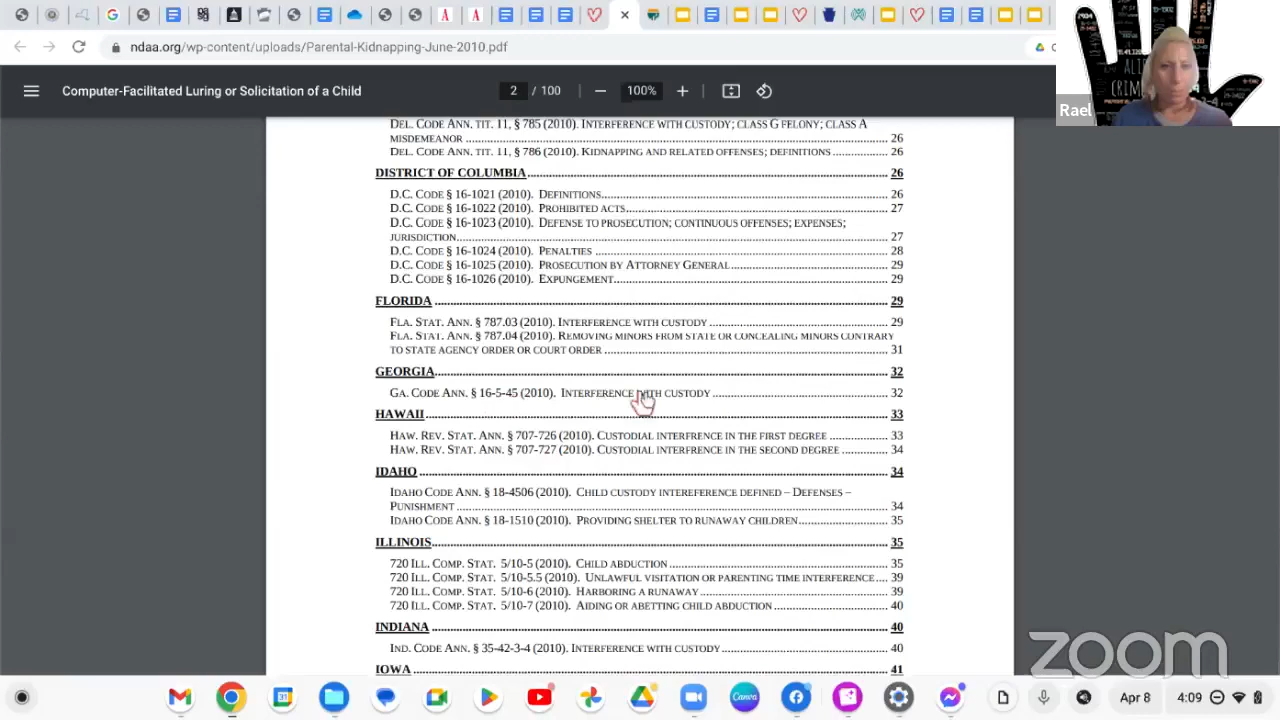 ndaa.org/wp-content/uploads/Parental-Kidnapping-June-2010.pdf
Computer-Facilitated Luring or Solicitation of a Child
2 / 100
100%
Rael
DEL. CODE ANN. TIT. 11, § 785 (2010). INTERFERENCE WITH CUSTODY; CLASS G FELONY; CLASS A
MISDEMEANOR 26
DEL. CODE ANN. TIT. 11, § 786 (2010). KIDNAPPING AND RELATED OFFENSES; DEFINITIONS 26
DISTRICT OF COLUMBIA 26
D.C. CODE § 16-1021 (2010). DEFINITIONS 26
D.C. CODE § 16-1022 (2010). PROHIBITED ACTS 27
D.C. CODE § 16-1023 (2010). DEFENSE TO PROSECUTION; CONTINUOUS OFFENSES; EXPENSES;
JURISDICTION 27
D.C. CODE § 16-1024 (2010). PENALTIES 28
D.C. CODE § 16-1025 (2010). PROSECUTION BY ATTORNEY GENERAL 29
D.C. CODE § 16-1026 (2010). EXPUNGEMENT 29
FLORIDA 29
FLA. STAT. ANN. § 787.03 (2010). INTERFERENCE WITH CUSTODY 29
FLA. STAT. ANN. § 787.04 (2010). REMOVING MINORS FROM STATE OR CONCEALING MINORS CONTRARY
TO STATE AGENCY ORDER OR COURT ORDER 31
GEORGIA 32
GA. CODE ANN. § 16-5-45 (2010). INTERFERENCE WITH CUSTODY 32
HAWAII 33
HAW. REV. STAT. ANN. § 707-726 (2010). CUSTODIAL INTERFRENCE IN THE FIRST DEGREE 33
HAW. REV. STAT. ANN. § 707-727 (2010). CUSTODIAL INTERFRENCE IN THE SECOND DEGREE 34
IDAHO 34
IDAHO CODE ANN. § 18-4506 (2010). CHILD CUSTODY INTEREFERENCE DEFINED – DEFENSES –
PUNISHMENT 34
IDAHO CODE ANN. § 18-1510 (2010). PROVIDING SHELTER TO RUNAWAY CHILDREN 35
ILLINOIS 35
720 ILL. COMP. STAT. 5/10-5 (2010). CHILD ABDUCTION 35
720 ILL. COMP. STAT. 5/10-5.5 (2010). UNLAWFUL VISITATION OR PARENTING TIME INTERFERENCE 39
720 ILL. COMP. STAT. 5/10-6 (2010). HARBORING A RUNAWAY 39
720 ILL. COMP. STAT. 5/10-7 (2010). AIDING OR ABETTING CHILD ABDUCTION 40
INDIANA 40
IND. CODE ANN. § 35-42-3-4 (2010). INTERFERENCE WITH CUSTODY 40
IOWA 41
zoom
Canva
Apr 8
4:09